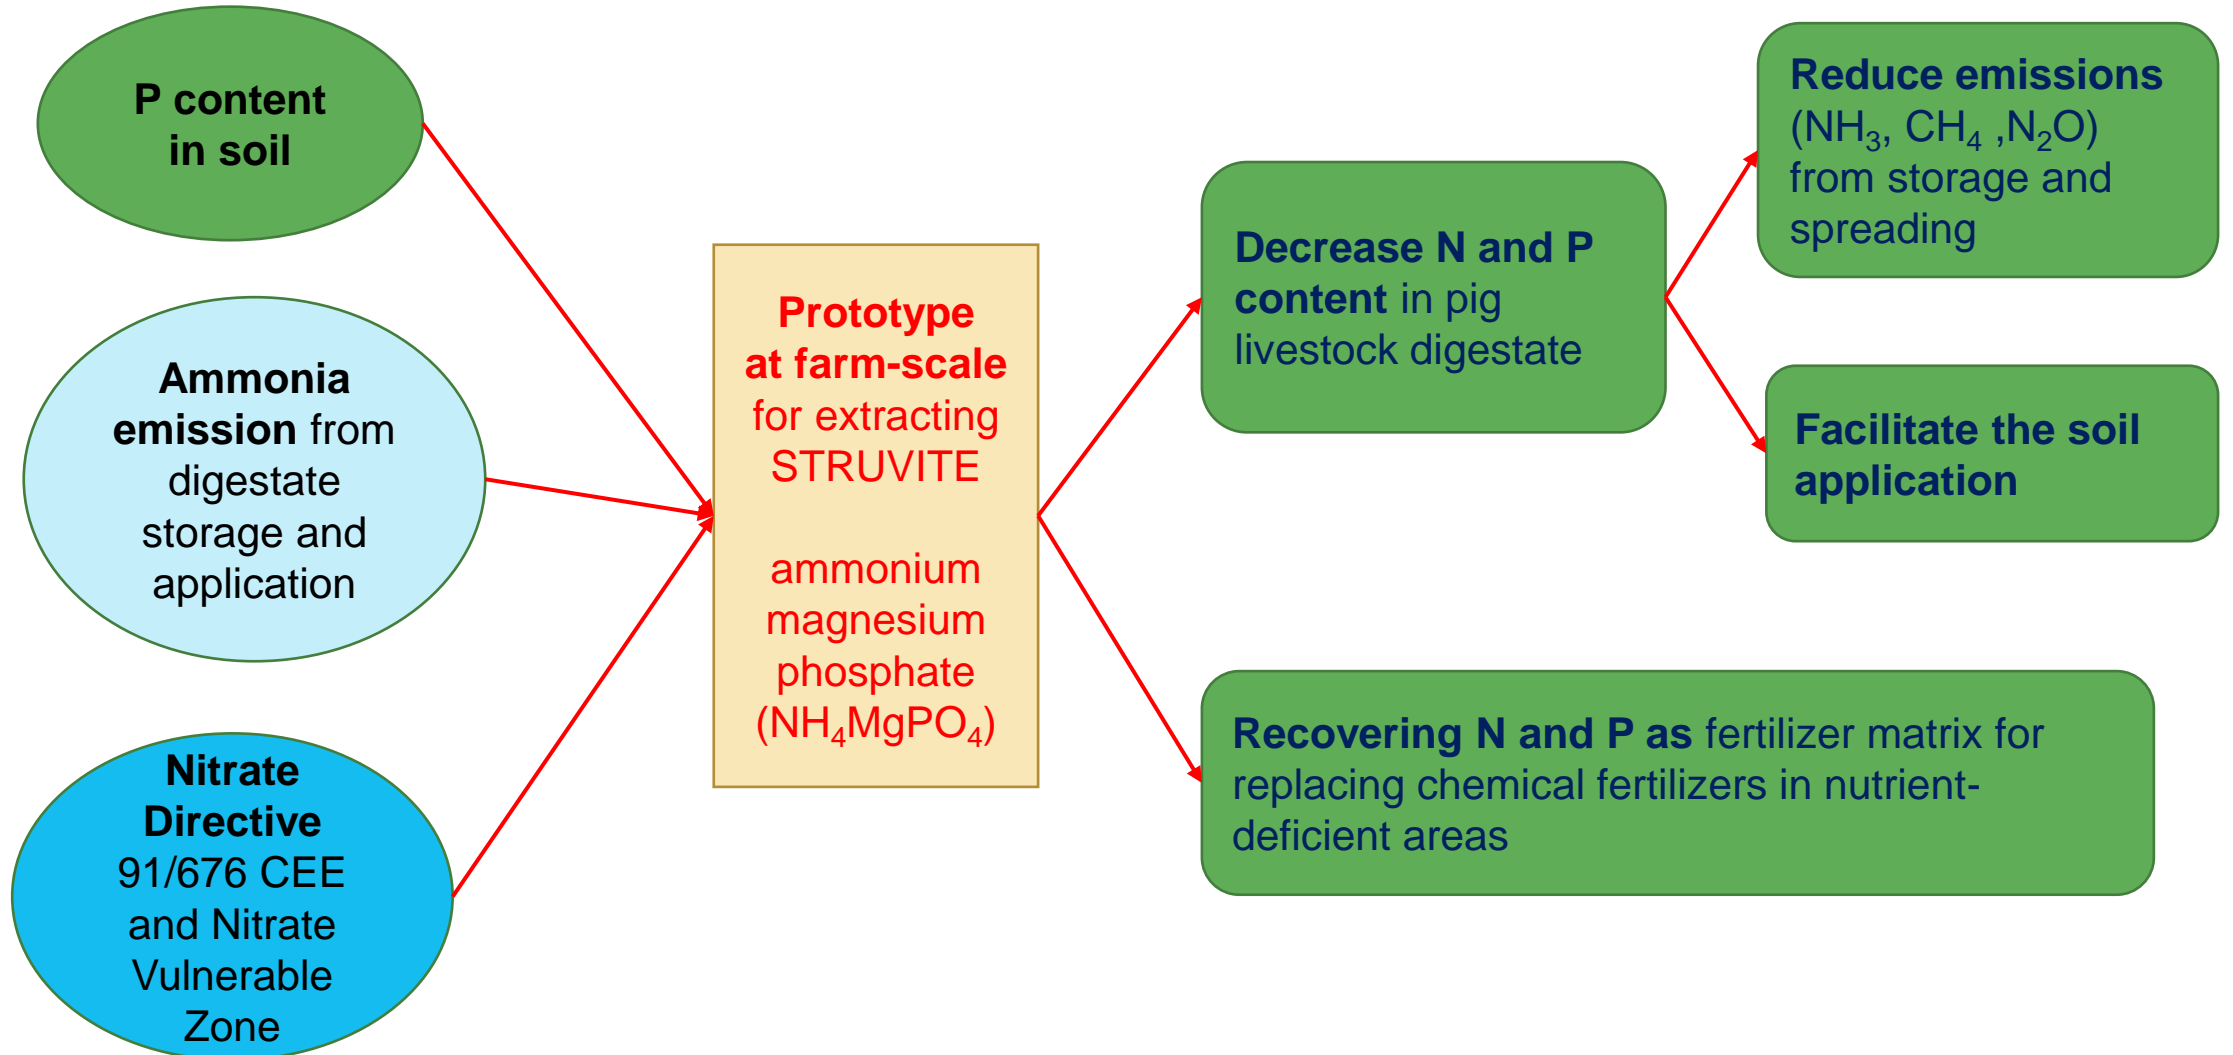 P content
in soil
Ammonia
emission from
digestate
storage and
application
Nitrate
Directive
91/676 CEE
and Nitrate
Vulnerable
Zone
Prototype
at farm-scale
for extracting
STRUVITE
ammonium
magnesium
phosphate
(NH₄MgPO₄)
Decrease N and P
content in pig
livestock digestate
Reduce emissions
(NH₃, CH₄ ,N₂O)
from storage and
spreading
Facilitate the soil
application
Recovering N and P as fertilizer matrix for
replacing chemical fertilizers in nutrient-
deficient areas